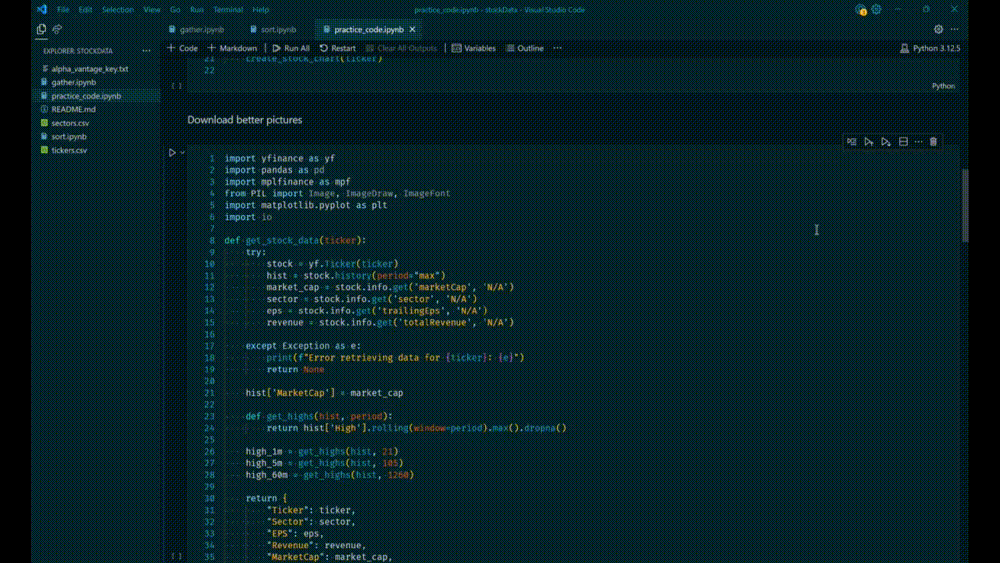 File Edit Selection View Go Run Terminal Help
practice_code.ipynb - stockData - Visual Studio Code
gather.ipynb sort.ipynb practice_code.ipynb
EXPLORER: STOCKDATA
+ Code + Markdown Run All Restart Clear All Outputs Variables Outline Python 3.12.5
alpha_vantage_key.txt
gather.ipynb
practice_code.ipynb
README.md
sectors.csv
sort.ipynb
tickers.csv
21 create_stock_chart(ticker)
22
[ ] Python
Download better pictures
1 import yfinance as yf
2 import pandas as pd
3 import mplfinance as mpf
4 from PIL import Image, ImageDraw, ImageFont
5 import matplotlib.pyplot as plt
6 import io
7
8 def get_stock_data(ticker):
9 try:
10 stock = yf.Ticker(ticker)
11 hist = stock.history(period="max")
12 market_cap = stock.info.get('marketCap', 'N/A')
13 sector = stock.info.get('sector', 'N/A')
14 eps = stock.info.get('trailingEps', 'N/A')
15 revenue = stock.info.get('totalRevenue', 'N/A')
16
17 except Exception as e:
18 print(f"Error retrieving data for {ticker}: {e}")
19 return None
20
21 hist['MarketCap'] = market_cap
22
23 def get_highs(hist, period):
24 return hist['High'].rolling(window=period).max().dropna()
25
26 high_1m = get_highs(hist, 21)
27 high_5m = get_highs(hist, 105)
28 high_60m = get_highs(hist, 1260)
29
30 return {
31 "Ticker": ticker,
32 "Sector": sector,
33 "EPS": eps,
34 "Revenue": revenue,
35 "MarketCap": market_cap,
[ ]